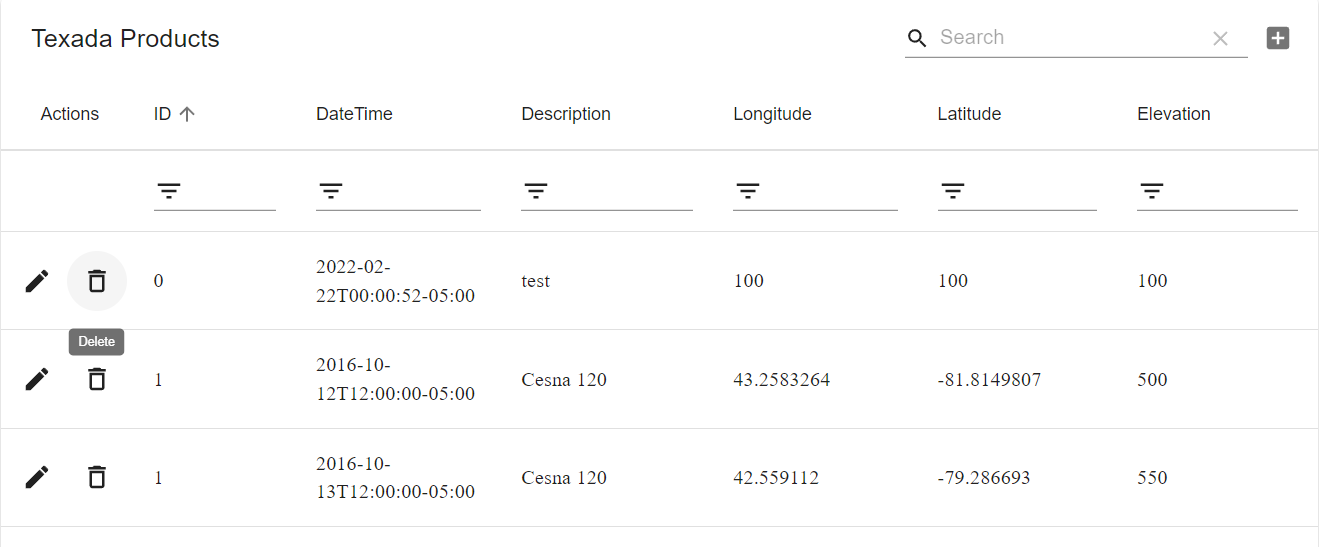 Texada Products
Search
Actions ID DateTime Description Longitude Latitude Elevation
0 2022-02-22T00:00:52-05:00 test 100 100 100
Delete
1 2016-10-12T12:00:00-05:00 Cesna 120 43.2583264 -81.8149807 500
1 2016-10-13T12:00:00-05:00 Cesna 120 42.559112 -79.286693 550